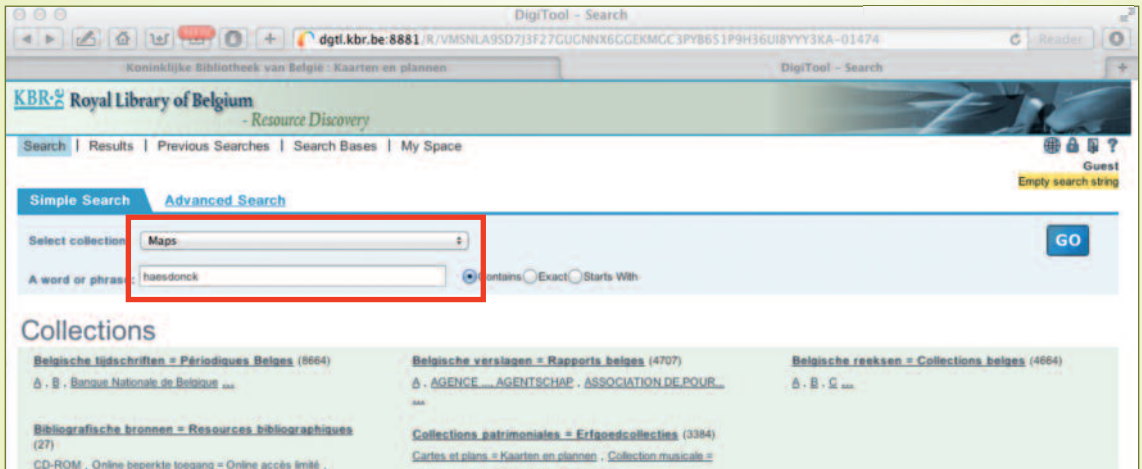 DigiTool – Search
dgtl.kbr.be:8881/R/VMSNLA9SD7J3F27GUGNNX6GGEKMGC3PYB6S1P9H36UI8YYY3KA-01474
Reader
Koninklijke Bibliotheek van België : Kaarten en plannen
DigiTool – Search
KBR Royal Library of Belgium
- Resource Discovery
Search | Results | Previous Searches | Search Bases | My Space
Guest
Empty search string
Simple Search Advanced Search
Select collection: Maps
GO
A word or phrase: haesdonck Contains Exact Starts With
Collections
Belgische tijdschriften = Périodiques Belges (8664) Belgische verslagen = Rapports belges (4707) Belgische reeksen = Collections belges (4664)
A , B , Banque Nationale de Belgique ... A , AGENCE ... AGENTSCHAP , ASSOCIATION DE,POUR... A , B , C ...
...
Bibliografische bronnen = Resources bibliographiques Collections patrimoniales = Erfgoedcollecties (3384)
(27)
CD-ROM , Online beperkte toegang = Online accès limité , Cartes et plans = Kaarten en plannen , Collection musicale =